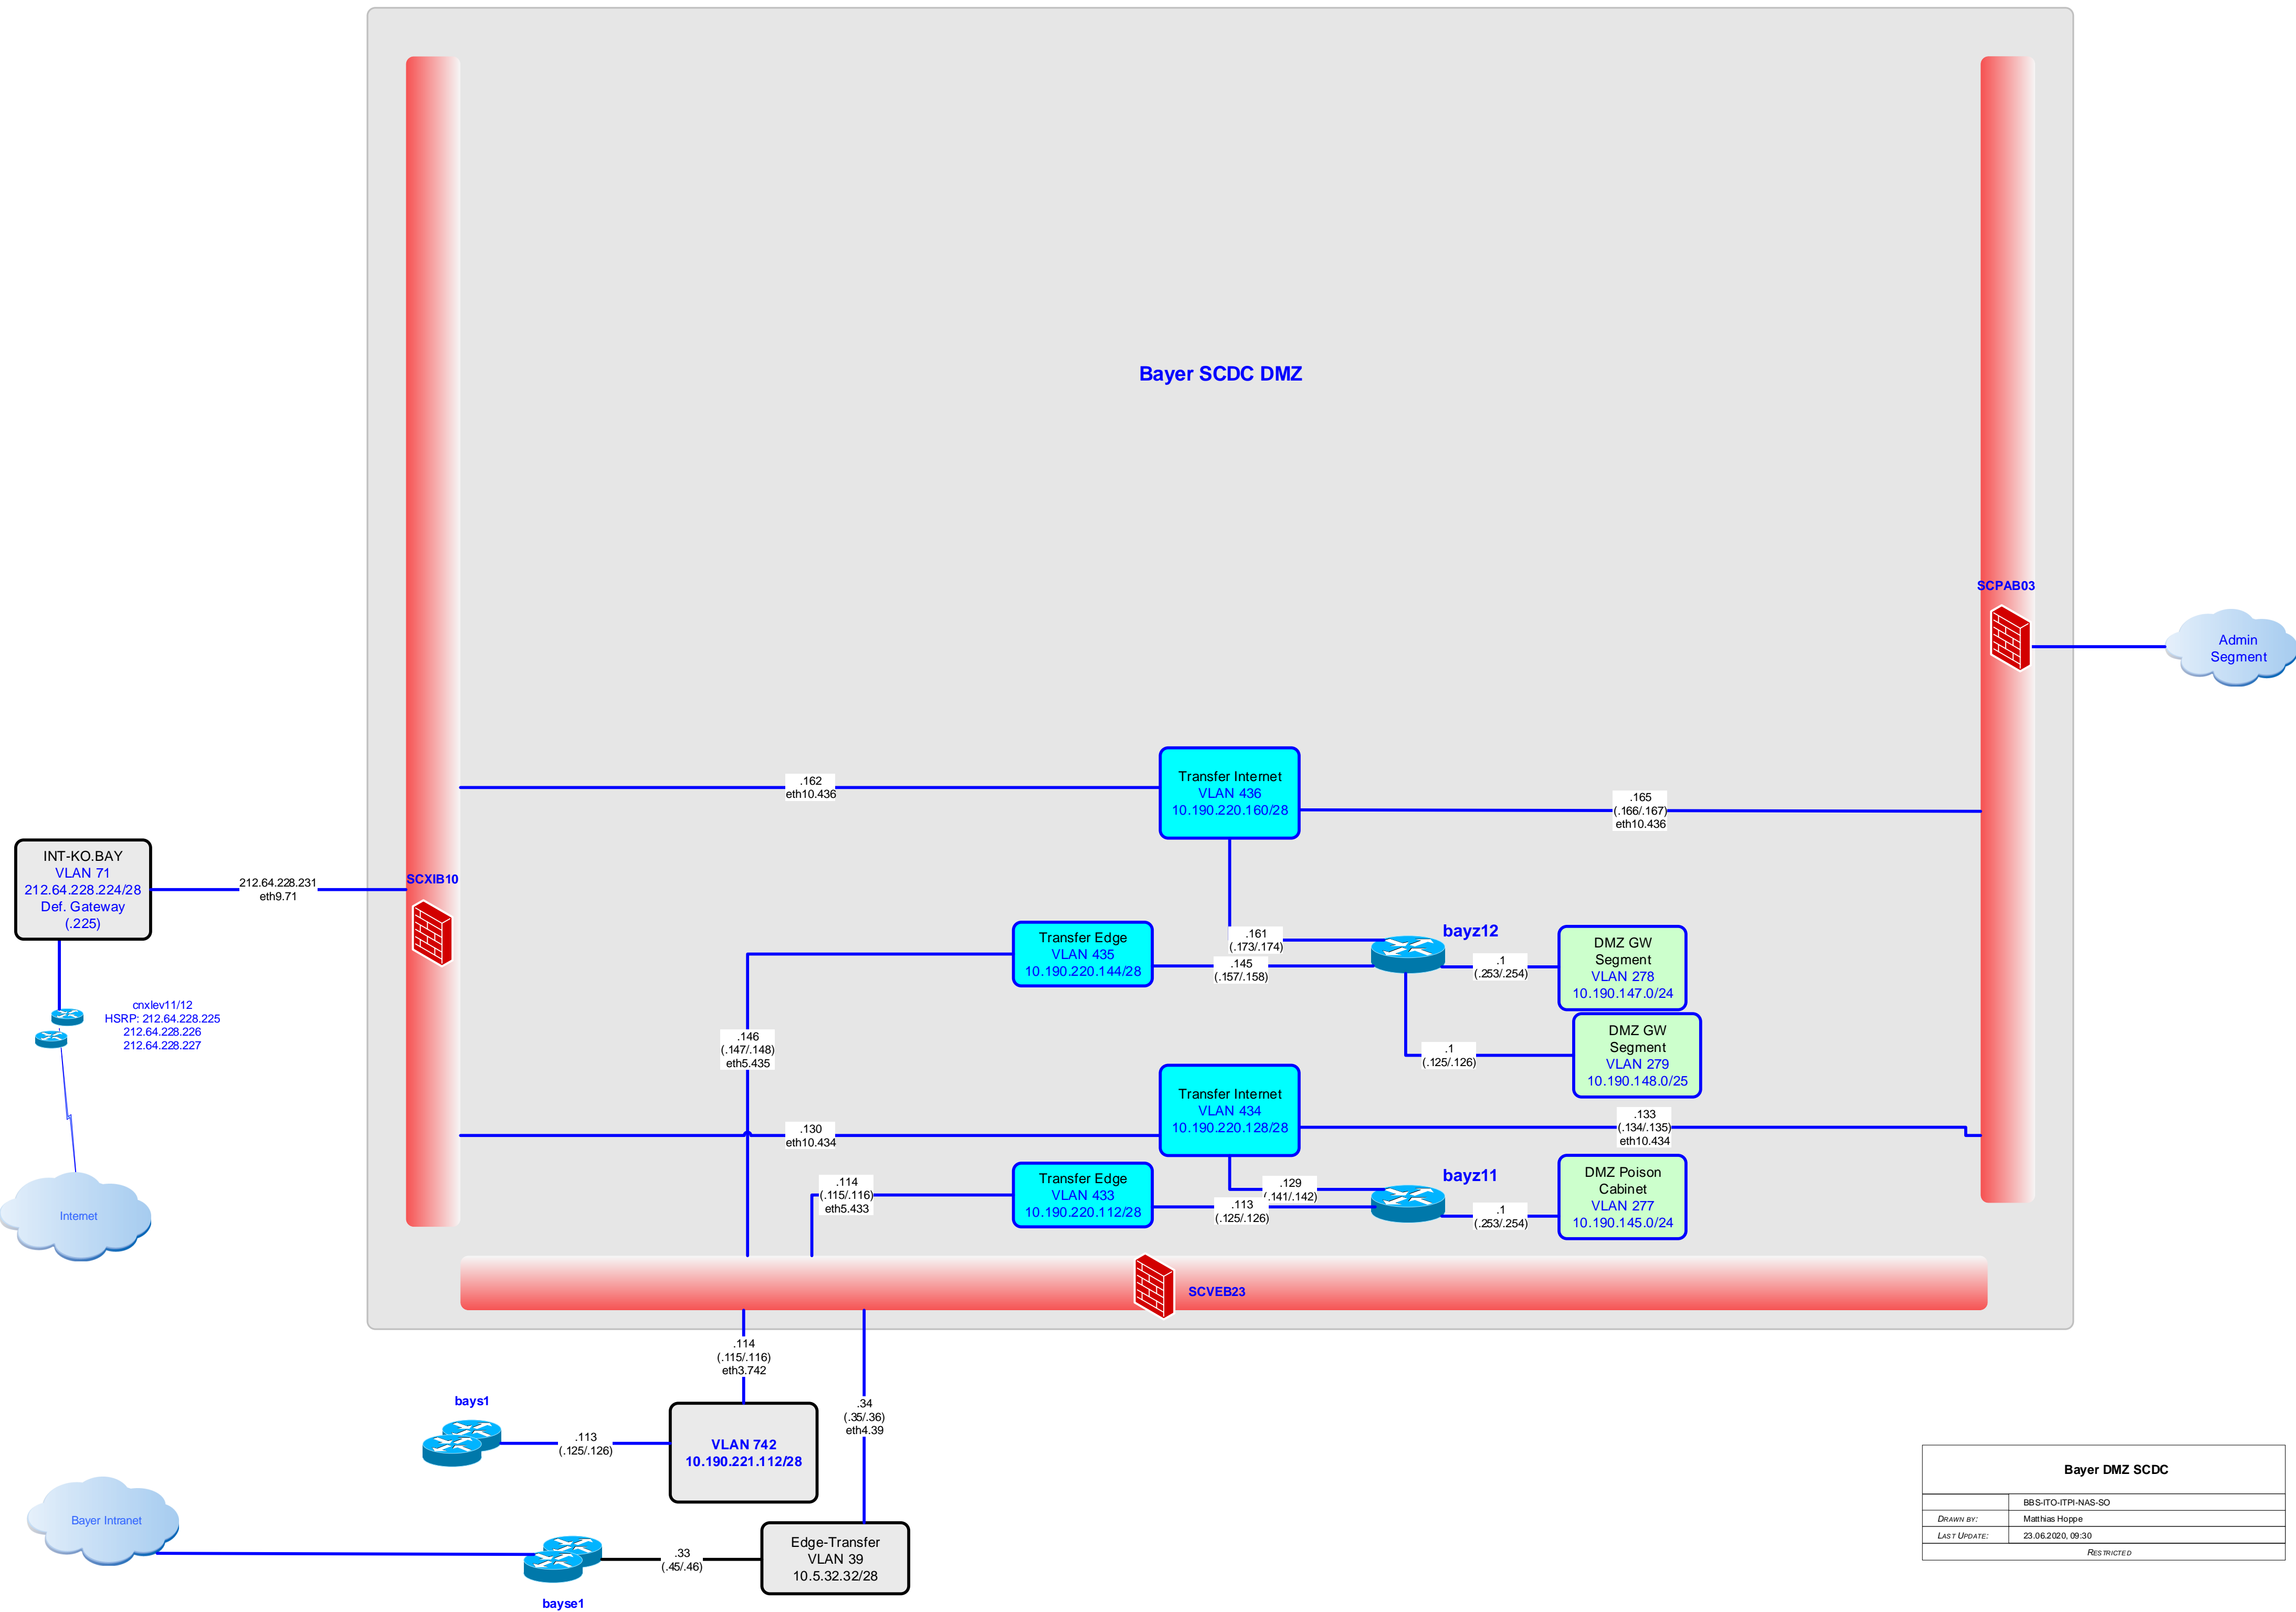 Bayer SCDC DMZ
SCPAB03
Admin
Segment
.162
eth10.436
Transfer Internet
VLAN 436
10.190.220.160/28
.165
(.166/.167)
eth10.436
INT-KO.BAY
VLAN 71
212.64.228.224/28
Def. Gateway
(.225)
212.64.228.231
eth9.71
SCXIB10
cnxlev11/12
HSRP: 212.64.228.225
212.64.228.226
212.64.228.227
Internet
Transfer Edge
VLAN 435
10.190.220.144/28
.161
(.173/.174)
.145
(.157/.158)
bayz12
.1
(.253/.254)
DMZ GW
Segment
VLAN 278
10.190.147.0/24
.146
(.147/.148)
eth5.435
.1
(.125/.126)
DMZ GW
Segment
VLAN 279
10.190.148.0/25
.130
eth10.434
Transfer Internet
VLAN 434
10.190.220.128/28
.133
(.134/.135)
eth10.434
.114
(.115/.116)
eth5.433
Transfer Edge
VLAN 433
10.190.220.112/28
.129
(.141/.142)
.113
(.125/.126)
bayz11
.1
(.253/.254)
DMZ Poison
Cabinet
VLAN 277
10.190.145.0/24
SCVEB23
.114
(.115/.116)
eth3.742
.34
(.35/.36)
eth4.39
bays1
.113
(.125/.126)
VLAN 742
10.190.221.112/28
Bayer Intranet
bayse1
.33
(.45/.46)
Edge-Transfer
VLAN 39
10.5.32.32/28
Bayer DMZ SCDC
BBS-ITO-ITPI-NAS-SO
DRAWN BY: Matthias Hoppe
LAST UPDATE: 23.06.2020, 09:30
RESTRICTED